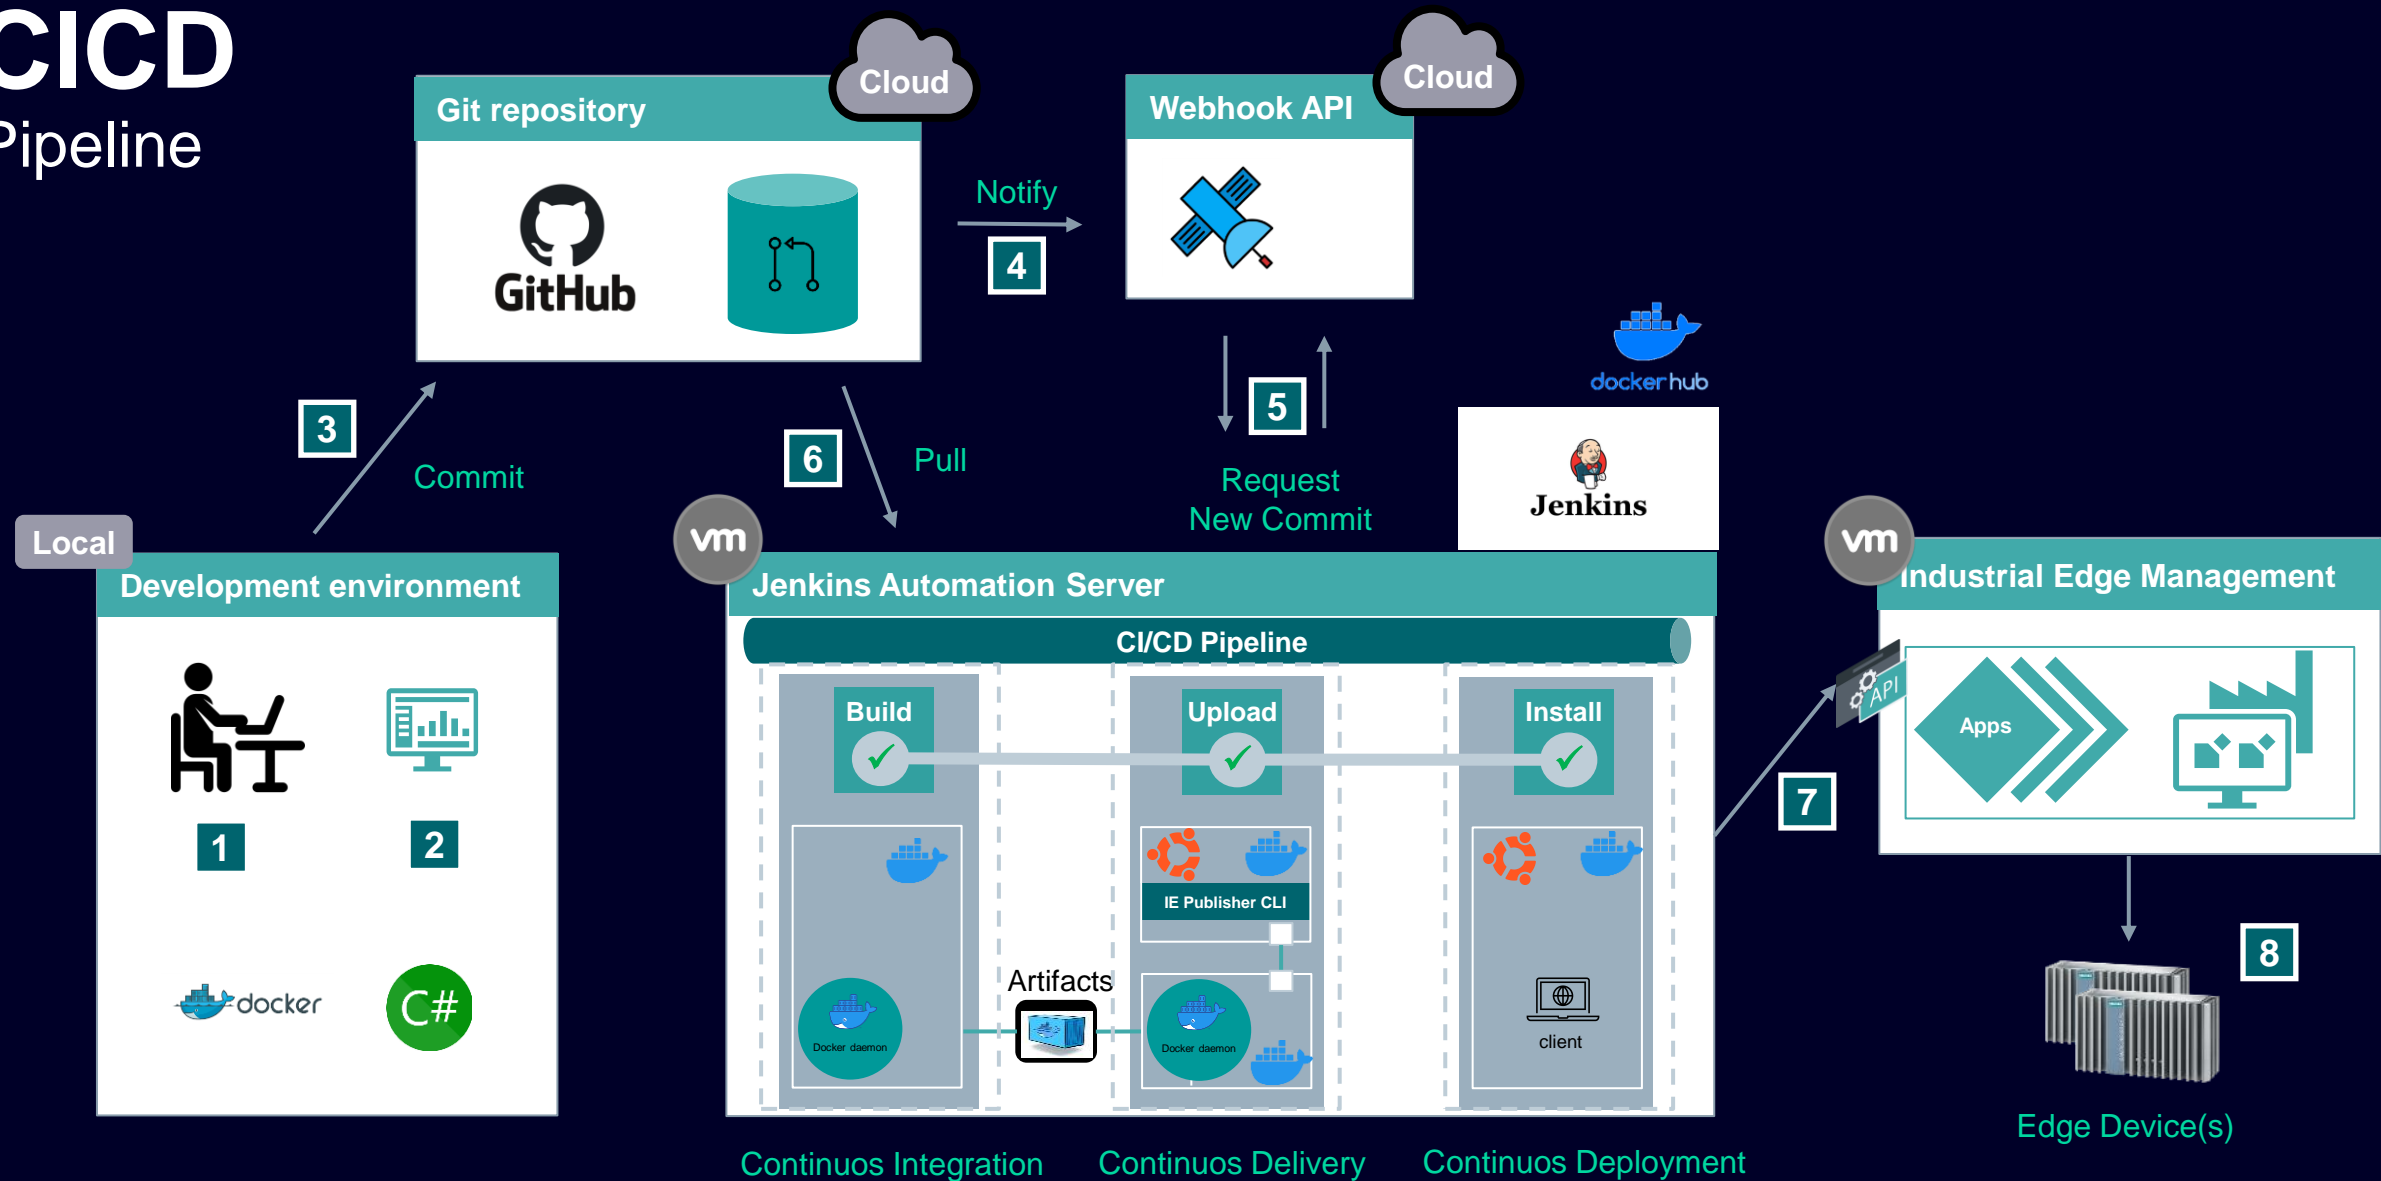 CICD
Pipeline
Cloud
Git repository
GitHub
Notify
4
Cloud
Webhook API
dockerhub
Jenkins
3
Commit
6
Pull
5
Request
New Commit
Local
Development environment
1
2
docker
C#
vm
Jenkins Automation Server
CI/CD Pipeline
Build
Upload
Install
IE Publisher CLI
Artifacts
Docker daemon
Docker daemon
client
Continuos Integration
Continuos Delivery
Continuos Deployment
7
vm
Industrial Edge Management
API
Apps
8
Edge Device(s)